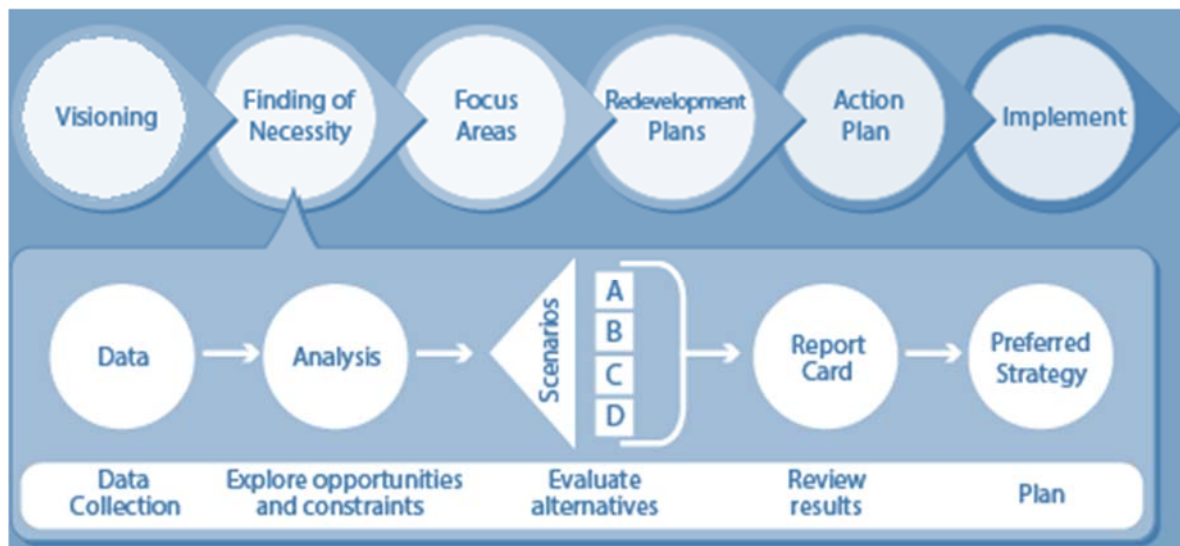 Visioning
Finding of
Necessity
Focus
Areas
Redevelopment
Plans
Action
Plan
Implement
Data
Analysis
Scenarios
A
B
C
D
Report
Card
Preferred
Strategy
Data
Collection
Explore opportunities
and constraints
Evaluate
alternatives
Review
results
Plan